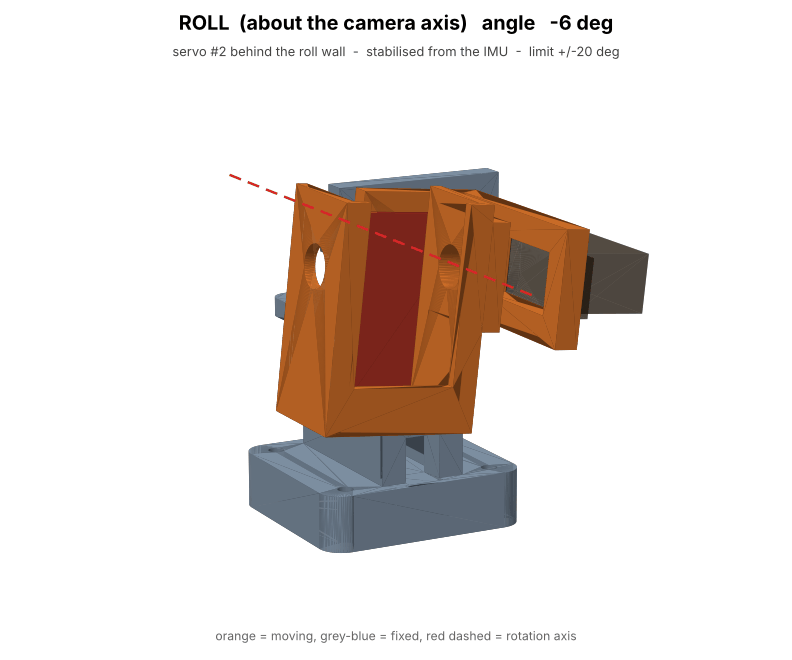 ROLL (about the camera axis) angle -6 deg
servo #2 behind the roll wall - stabilised from the IMU - limit +/-20 deg
orange = moving, grey-blue = fixed, red dashed = rotation axis